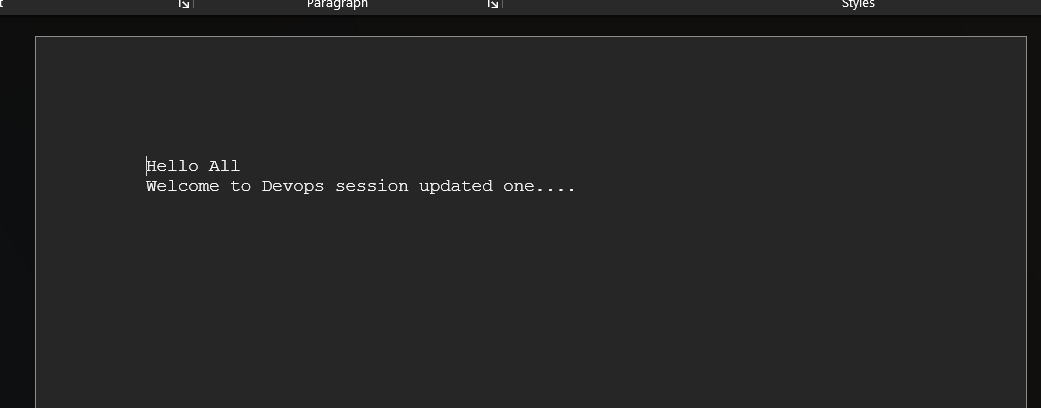 Paragraph
Styles
Hello All
Welcome to Devops session updated one....